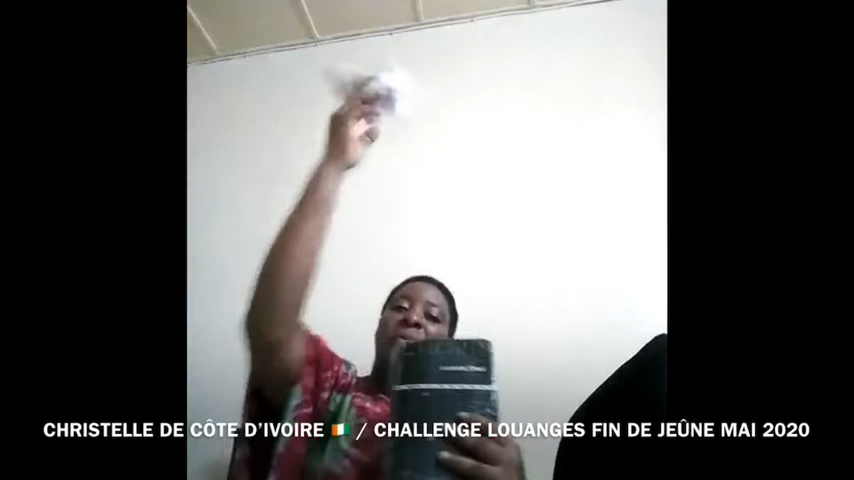 CHRISTELLE DE CÔTE D'IVOIRE 🇨🇮 / CHALLENGE LOUANGES FIN DE JEÛNE MAI 2020